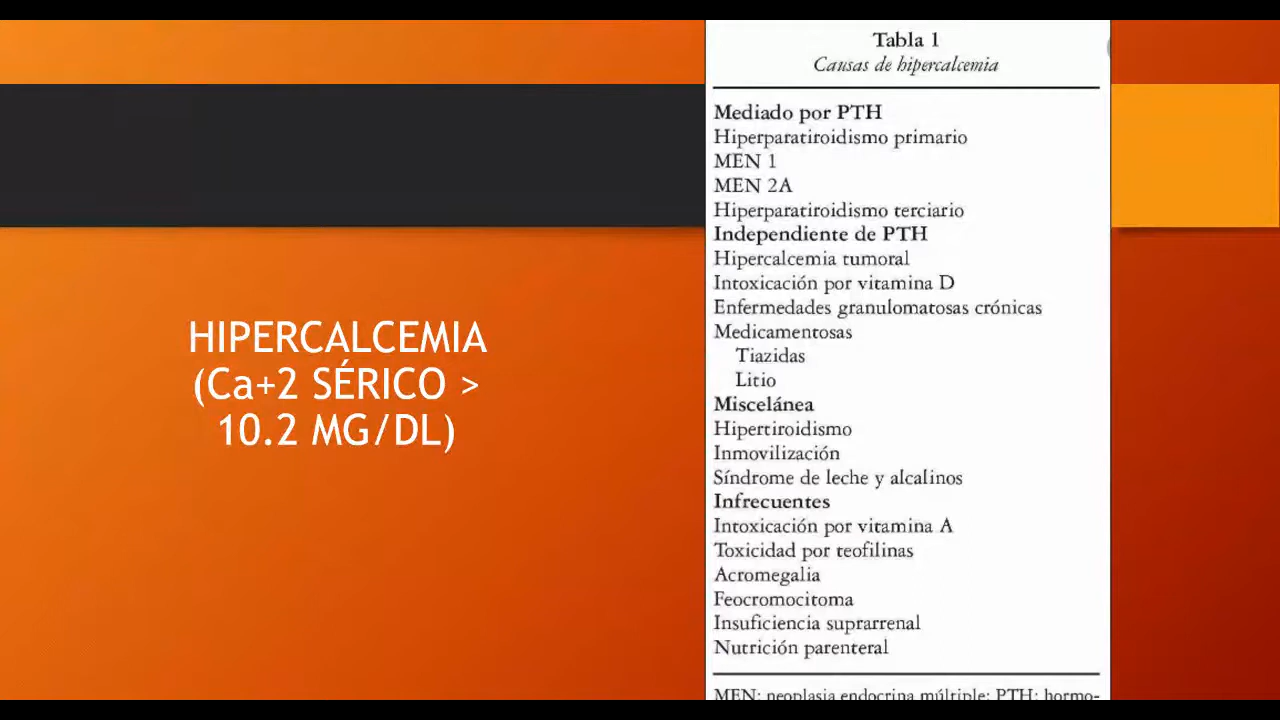 HIPERCALCEMIA
(Ca+2 SÉRICO >
10.2 MG/DL)
Tabla 1
Causas de hipercalcemia
Mediado por PTH
Hiperparatiroidismo primario
MEN 1
MEN 2A
Hiperparatiroidismo terciario
Independiente de PTH
Hipercalcemia tumoral
Intoxicación por vitamina D
Enfermedades granulomatosas crónicas
Medicamentosas
Tiazidas
Litio
Miscelánea
Hipertiroidismo
Inmovilización
Síndrome de leche y alcalinos
Infrecuentes
Intoxicación por vitamina A
Toxicidad por teofilinas
Acromegalia
Feocromocitoma
Insuficiencia suprarrenal
Nutrición parenteral
MEN: neoplasia endocrina múltiple; PTH: hormo-